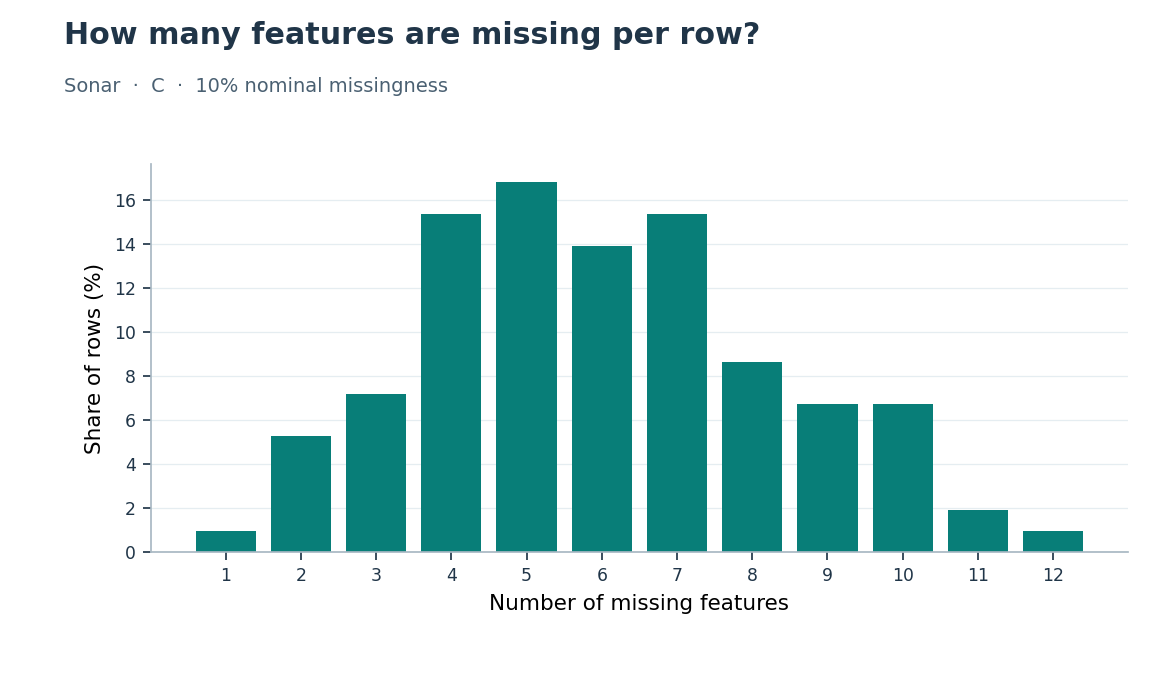 How many features are missing per row?
Sonar · C · 10% nominal missingness
Share of rows (%)
16
14
12
10
8
6
4
2
0
1 2 3 4 5 6 7 8 9 10 11 12
Number of missing features